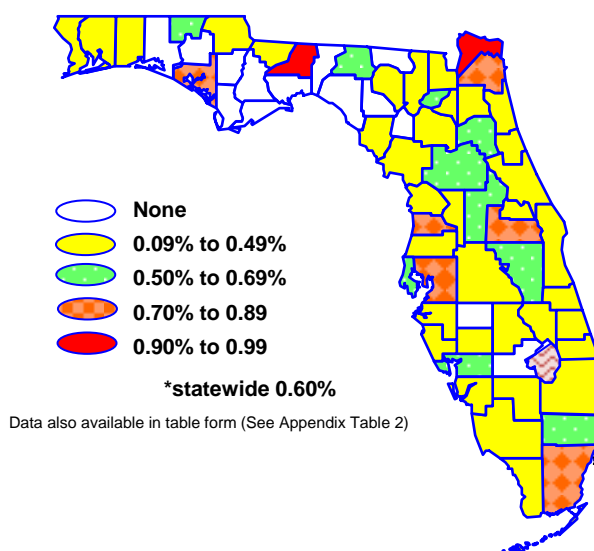 None
0.09% to 0.49%
0.50% to 0.69%
0.70% to 0.89
0.90% to 0.99
*statewide 0.60%
Data also available in table form (See Appendix Table 2)